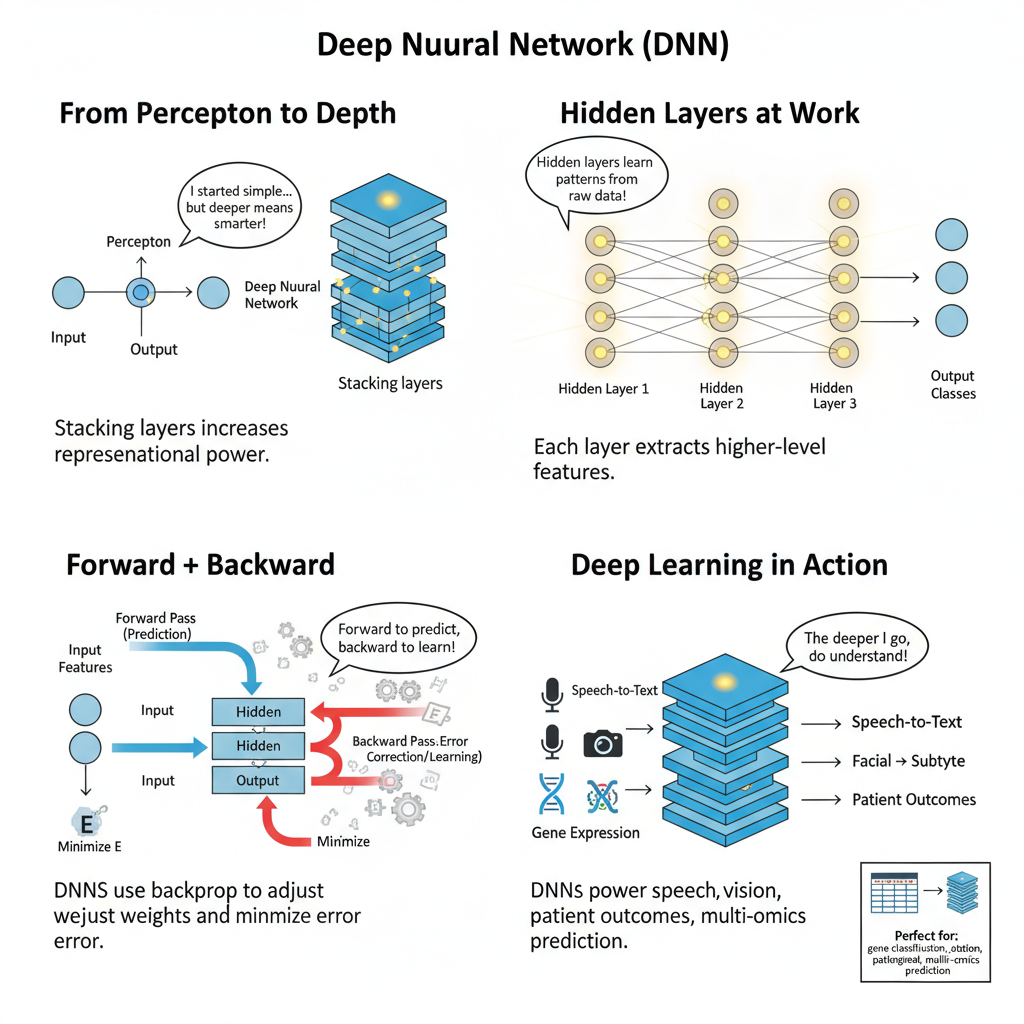 Deep Nuural Network (DNN)
From Percepton to Depth
I started simple...
but deeper means
smarter!
Percepton
Deep Nuural
Network
Input
Output
Stacking layers
Stacking layers increases
represenational power.
Hidden Layers at Work
Hidden layers learn
patterns from
raw data!
Hidden Layer 1
Hidden
Layer 2
Hidden
Layer 3
Output
Classes
Each layer extracts higher-level
features.
Forward + Backward
Forward Pass
(Prediction)
Input
Features
Forward to predict,
backward to learn!
Input
Hidden
E
Hidden
Backward Pass.Error
Correction/Learning)
Input
Output
E
Minimize E
Minimize
DNNS use backprop to adjust
wejust weights and minmize error
error.
Deep Learning in Action
The deeper I go,
do understand!
Speech-to-Text
Gene Expression
Speech-to-Text
Facial → Subtyte
Patient Outcomes
DNNs power speech, vision,
patient outcomes, multi-omics
prediction.
Perfect for:
gene
prediction